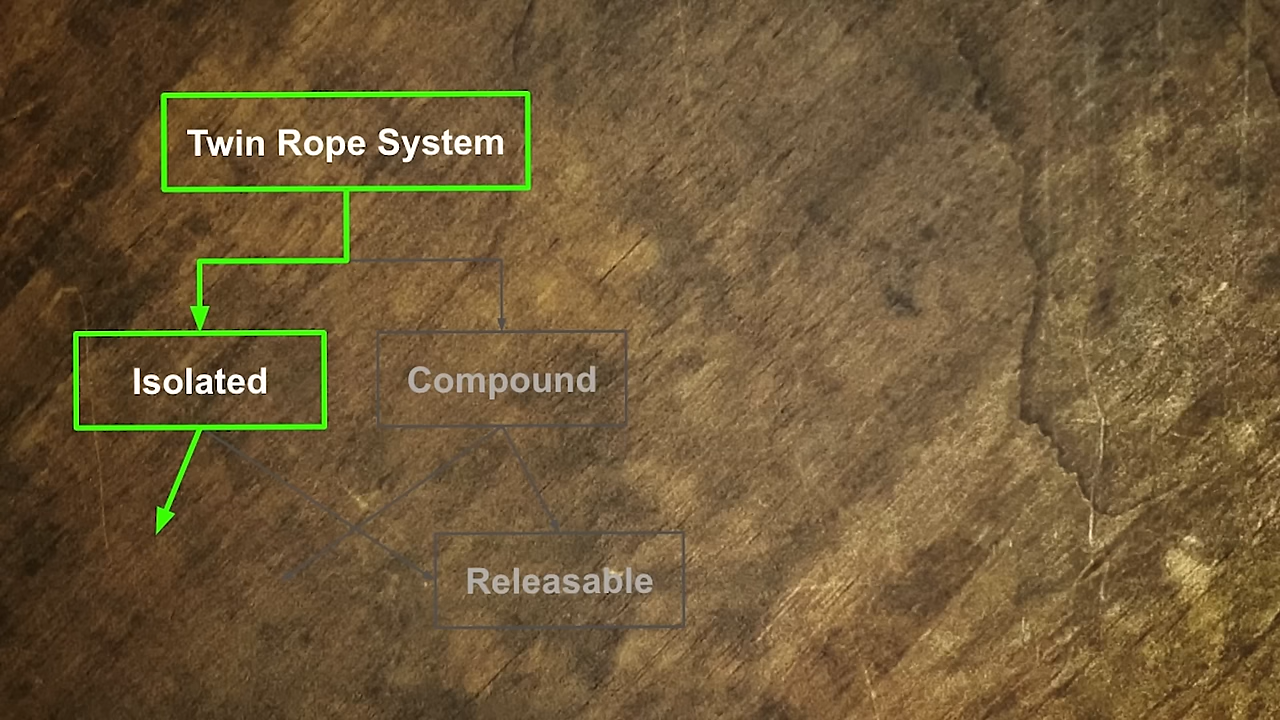 Twin Rope System
Isolated
Compound
Releasable